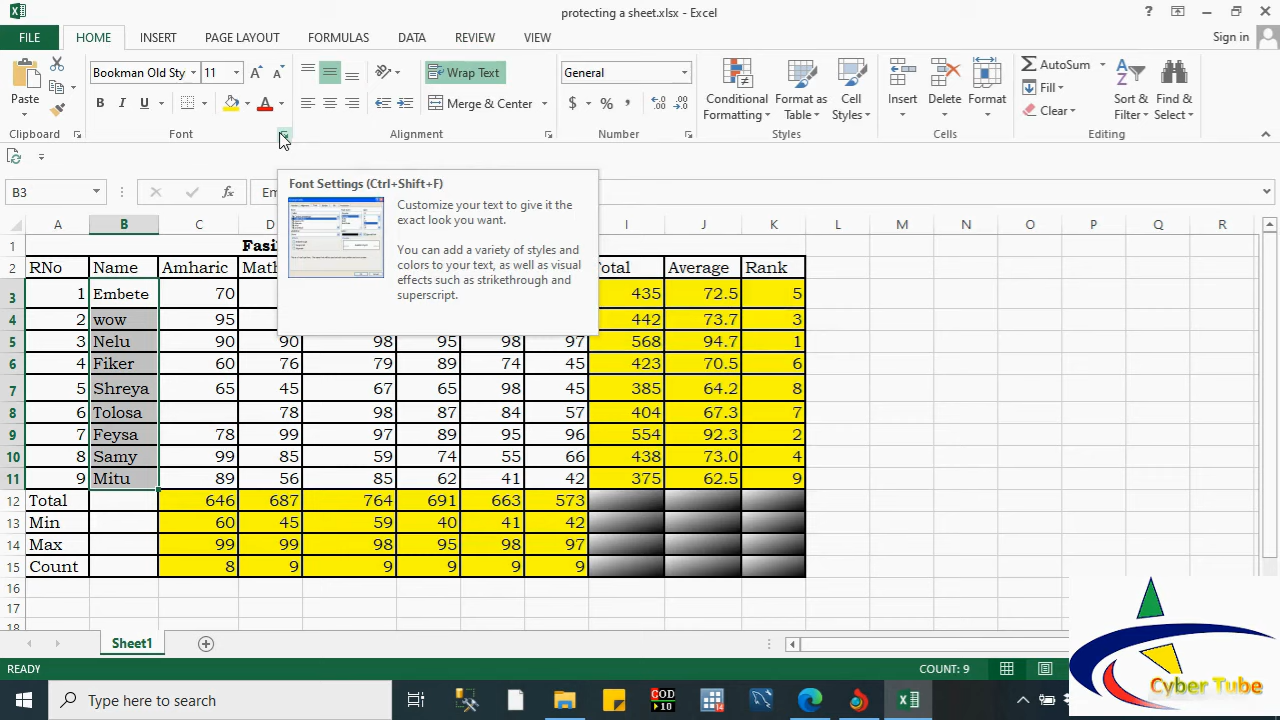 protecting a sheet.xlsx - Excel
Sign in
FILE HOME INSERT PAGE LAYOUT FORMULAS DATA REVIEW VIEW
Paste
Bookman Old Sty 11
B I U
Wrap Text
Merge & Center
General
$ % ,
Conditional Formatting
Format as Table
Cell Styles
Insert Delete Format
AutoSum
Fill
Clear
Sort & Filter
Find & Select
Clipboard Font Alignment Number Styles Cells Editing
B3
Font Settings (Ctrl+Shift+F)
Customize your text to give it the
exact look you want.
You can add a variety of styles and
colors to your text, as well as visual
effects such as strikethrough and
superscript.
A B C D I J K L M N O P Q R
1
2 RNo Name Amharic Average Rank
3 1 Embete 70 435 72.5 5
4 2 wow 95 442 73.7 3
5 3 Nelu 90 90 98 95 98 97 568 94.7 1
6 4 Fiker 60 76 79 89 74 45 423 70.5 6
7 5 Shreya 65 45 67 65 98 45 385 64.2 8
8 6 Tolosa 78 98 87 84 57 404 67.3 7
9 7 Feysa 78 99 97 89 95 96 554 92.3 2
10 8 Samy 99 85 59 74 55 66 438 73.0 4
11 9 Mitu 89 56 85 62 41 42 375 62.5 9
12 Total 646 687 764 691 663 573
13 Min 60 45 59 40 41 42
14 Max 99 99 98 95 98 97
15 Count 8 9 9 9 9 9
16
17
18
Sheet1
READY COUNT: 9
Type here to search
GOD
10
Cyber Tube